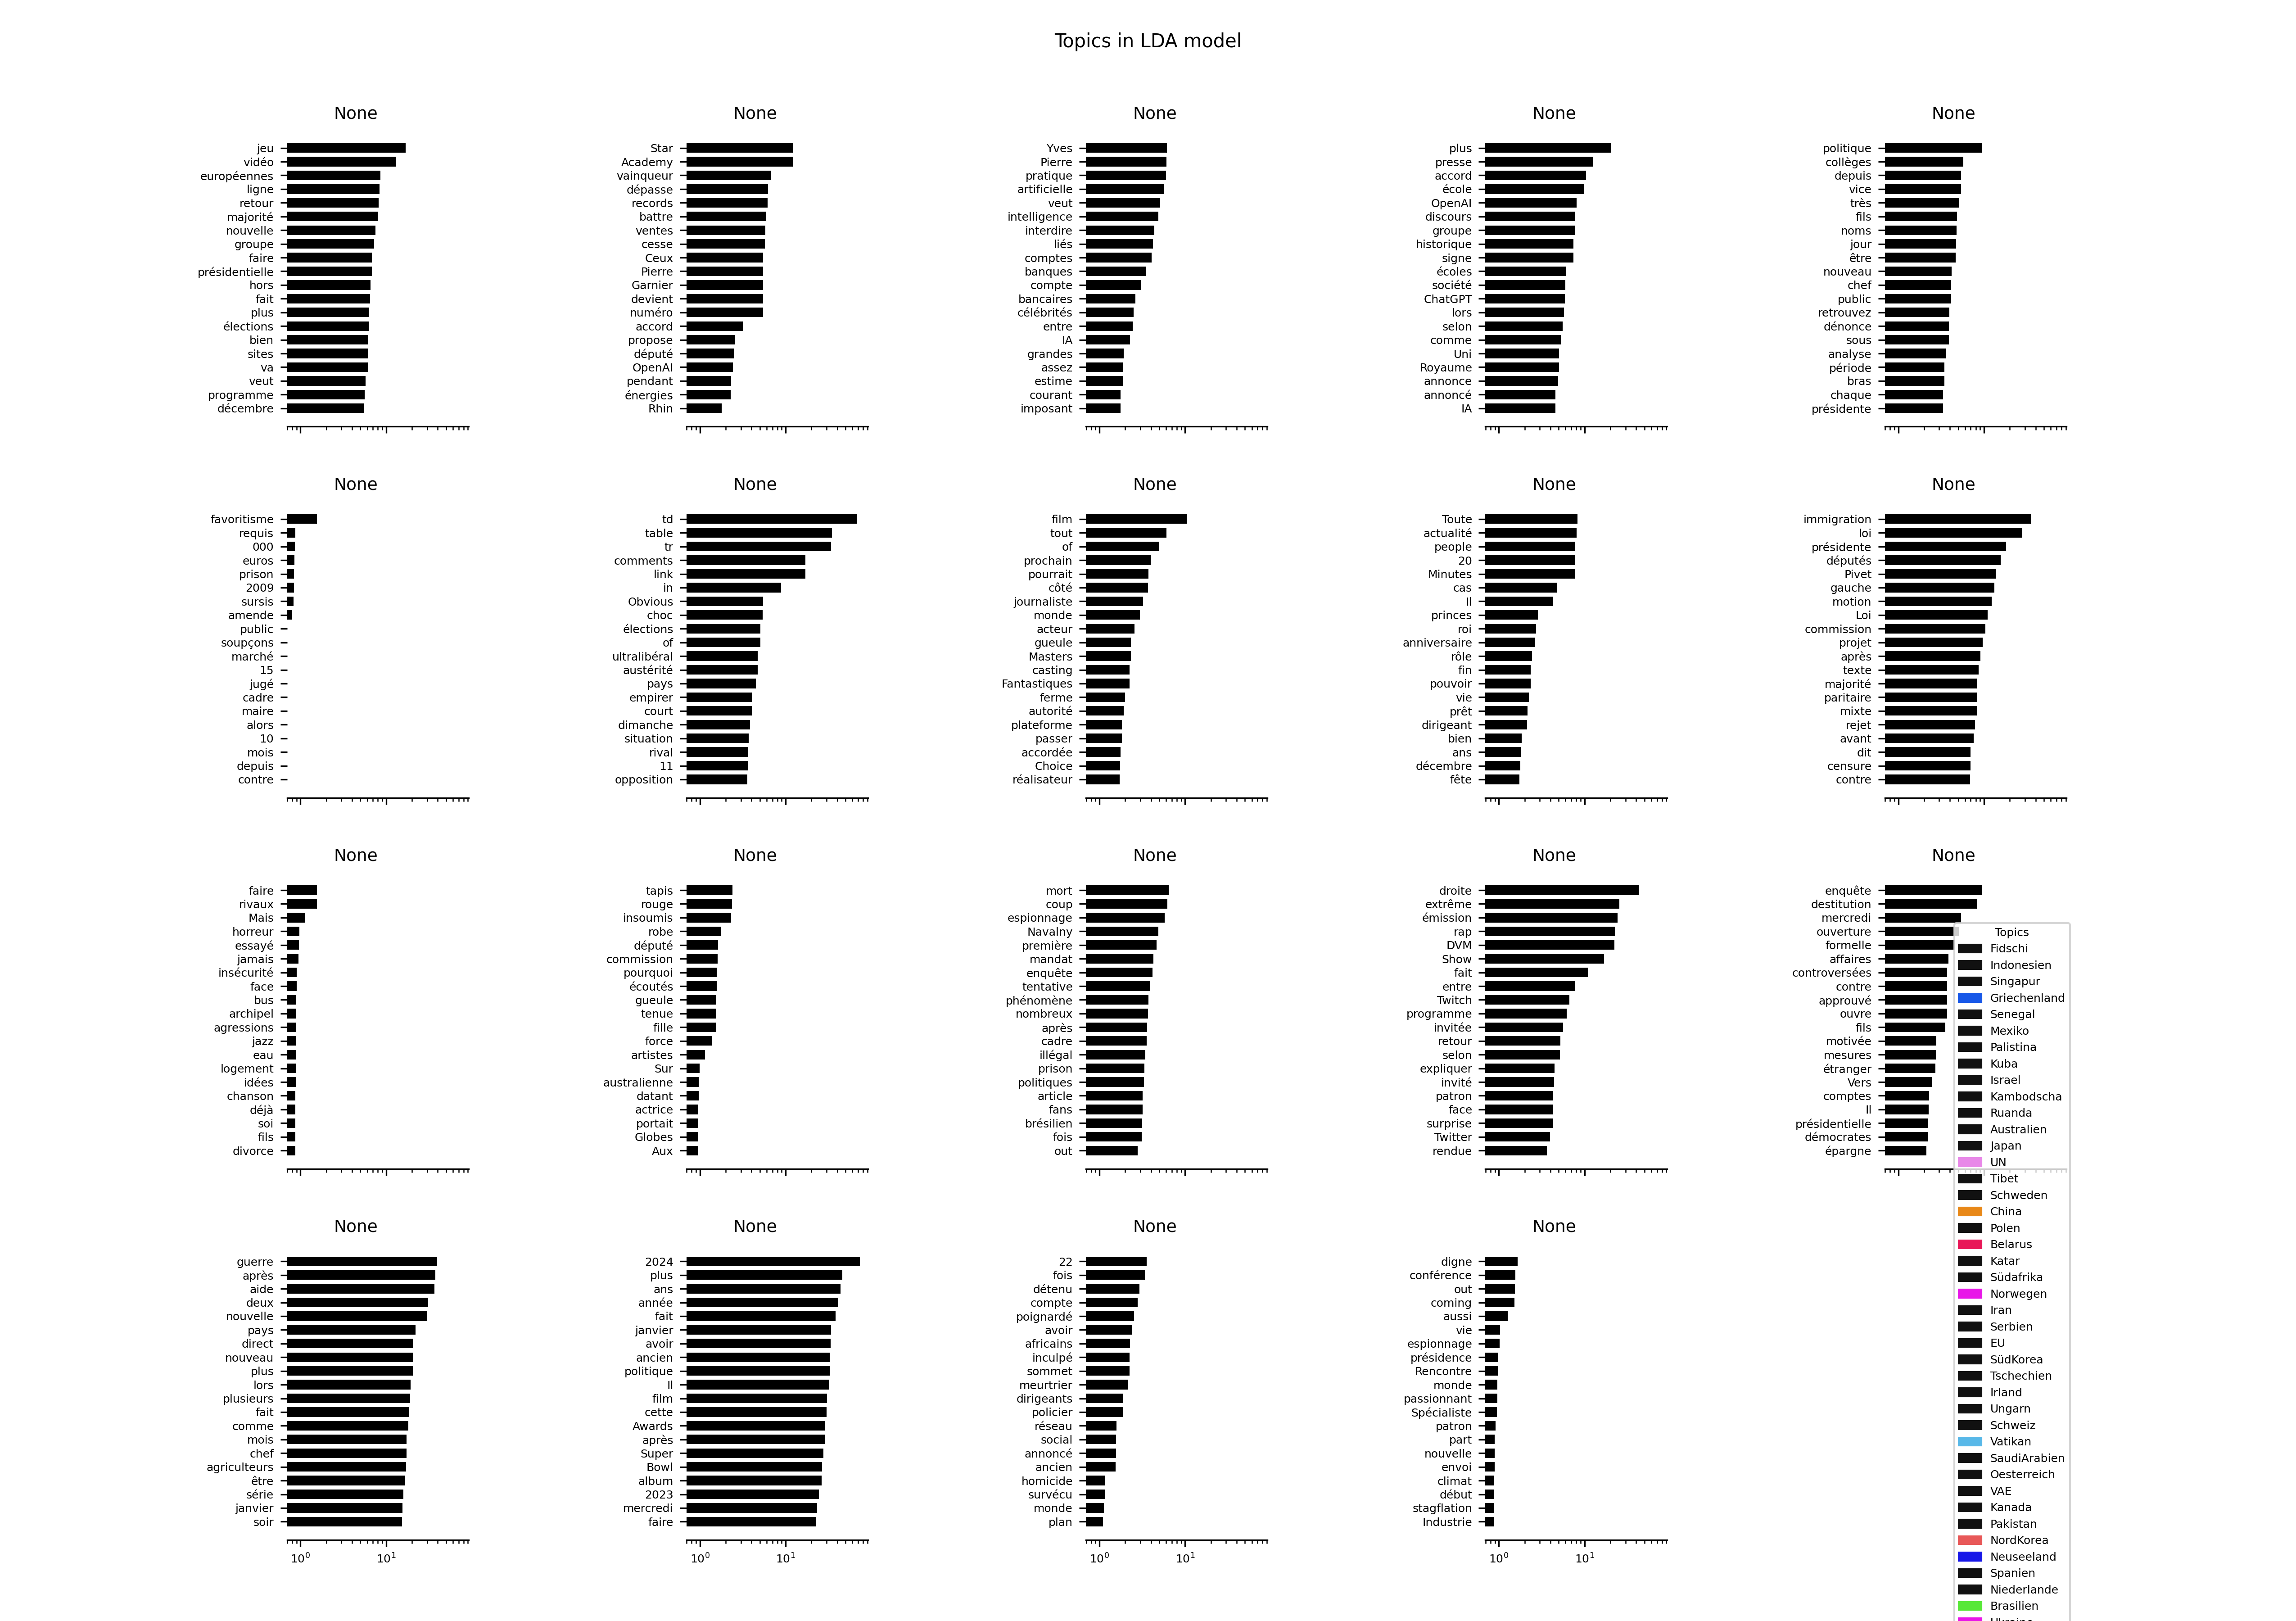 Topics in LDA model
None
jeu
vidéo
européennes
ligne
retour
majorité
nouvelle
groupe
faire
présidentielle
hors
fait
plus
élections
bien
sites
va
veut
programme
décembre
None
Star
Academy
vainqueur
dépasse
records
battre
ventes
cesse
Ceux
Pierre
Garnier
devient
numéro
accord
propose
député
OpenAI
pendant
énergies
Rhin
None
Yves
Pierre
pratique
artificielle
veut
intelligence
interdire
liés
comptes
banques
compte
bancaires
célébrités
entre
IA
grandes
assez
estime
courant
imposant
None
plus
presse
accord
école
OpenAI
discours
groupe
historique
signe
écoles
société
ChatGPT
lors
selon
comme
Uni
Royaume
annonce
annoncé
IA
None
politique
collèges
depuis
vice
très
fils
noms
jour
être
nouveau
chef
public
retrouvez
dénonce
sous
analyse
période
bras
chaque
présidente
None
favoritisme
requis
000
euros
prison
2009
sursis
amende
public
soupçons
marché
15
jugé
cadre
maire
alors
10
mois
depuis
contre
None
td
table
tr
comments
link
in
Obvious
choc
élections
of
ultralibéral
austérité
pays
empirer
court
dimanche
situation
rival
11
opposition
None
film
tout
of
prochain
pourrait
côté
journaliste
monde
acteur
gueule
Masters
casting
Fantastiques
ferme
autorité
plateforme
passer
accordée
Choice
réalisateur
None
Toute
actualité
people
20
Minutes
cas
Il
princes
roi
anniversaire
rôle
fin
pouvoir
vie
prêt
dirigeant
bien
ans
décembre
fête
None
immigration
loi
présidente
députés
Pivet
gauche
motion
Loi
commission
projet
après
texte
majorité
paritaire
mixte
rejet
avant
dit
censure
contre
None
faire
rivaux
Mais
horreur
essayé
jamais
insécurité
face
bus
archipel
agressions
jazz
eau
logement
idées
chanson
déjà
soi
fils
divorce
None
tapis
rouge
insoumis
robe
député
commission
pourquoi
écoutés
gueule
tenue
fille
force
artistes
Sur
australienne
datant
actrice
portait
Globes
Aux
None
mort
coup
espionnage
Navalny
première
mandat
enquête
tentative
phénomène
nombreux
après
cadre
illégal
prison
politiques
article
fans
brésilien
fois
out
None
droite
extrême
émission
rap
DVM
Show
fait
entre
Twitch
programme
invitée
retour
selon
expliquer
invité
patron
face
surprise
Twitter
rendue
None
enquête
destitution
mercredi
ouverture
formelle
affaires
controversées
contre
approuvé
ouvre
fils
motivée
mesures
étranger
Vers
comptes
Il
présidentielle
démocrates
épargne
None
guerre
après
aide
deux
nouvelle
pays
direct
nouveau
plus
lors
plusieurs
fait
comme
mois
chef
agriculteurs
être
série
janvier
soir
10⁰ 10¹
None
2024
plus
ans
année
fait
janvier
avoir
ancien
politique
Il
film
cette
Awards
après
Super
Bowl
album
2023
mercredi
faire
10⁰ 10¹
None
22
fois
détenu
compte
poignardé
avoir
africains
inculpé
sommet
meurtrier
dirigeants
policier
réseau
social
annoncé
ancien
homicide
survécu
monde
plan
10⁰ 10¹
None
digne
conférence
out
coming
aussi
vie
espionnage
présidence
Rencontre
monde
passionnant
Spécialiste
patron
part
nouvelle
envoi
climat
début
stagflation
Industrie
10⁰ 10¹
Topics
Fidschi
Indonesien
Singapur
Griechenland
Senegal
Mexiko
Palistina
Kuba
Israel
Kambodscha
Ruanda
Australien
Japan
UN
Tibet
Schweden
China
Polen
Belarus
Katar
Südafrika
Norwegen
Iran
Serbien
EU
SüdKorea
Tschechien
Irland
Ungarn
Schweiz
Vatikan
SaudiArabien
Oesterreich
VAE
Kanada
Pakistan
NordKorea
Neuseeland
Spanien
Niederlande
Brasilien